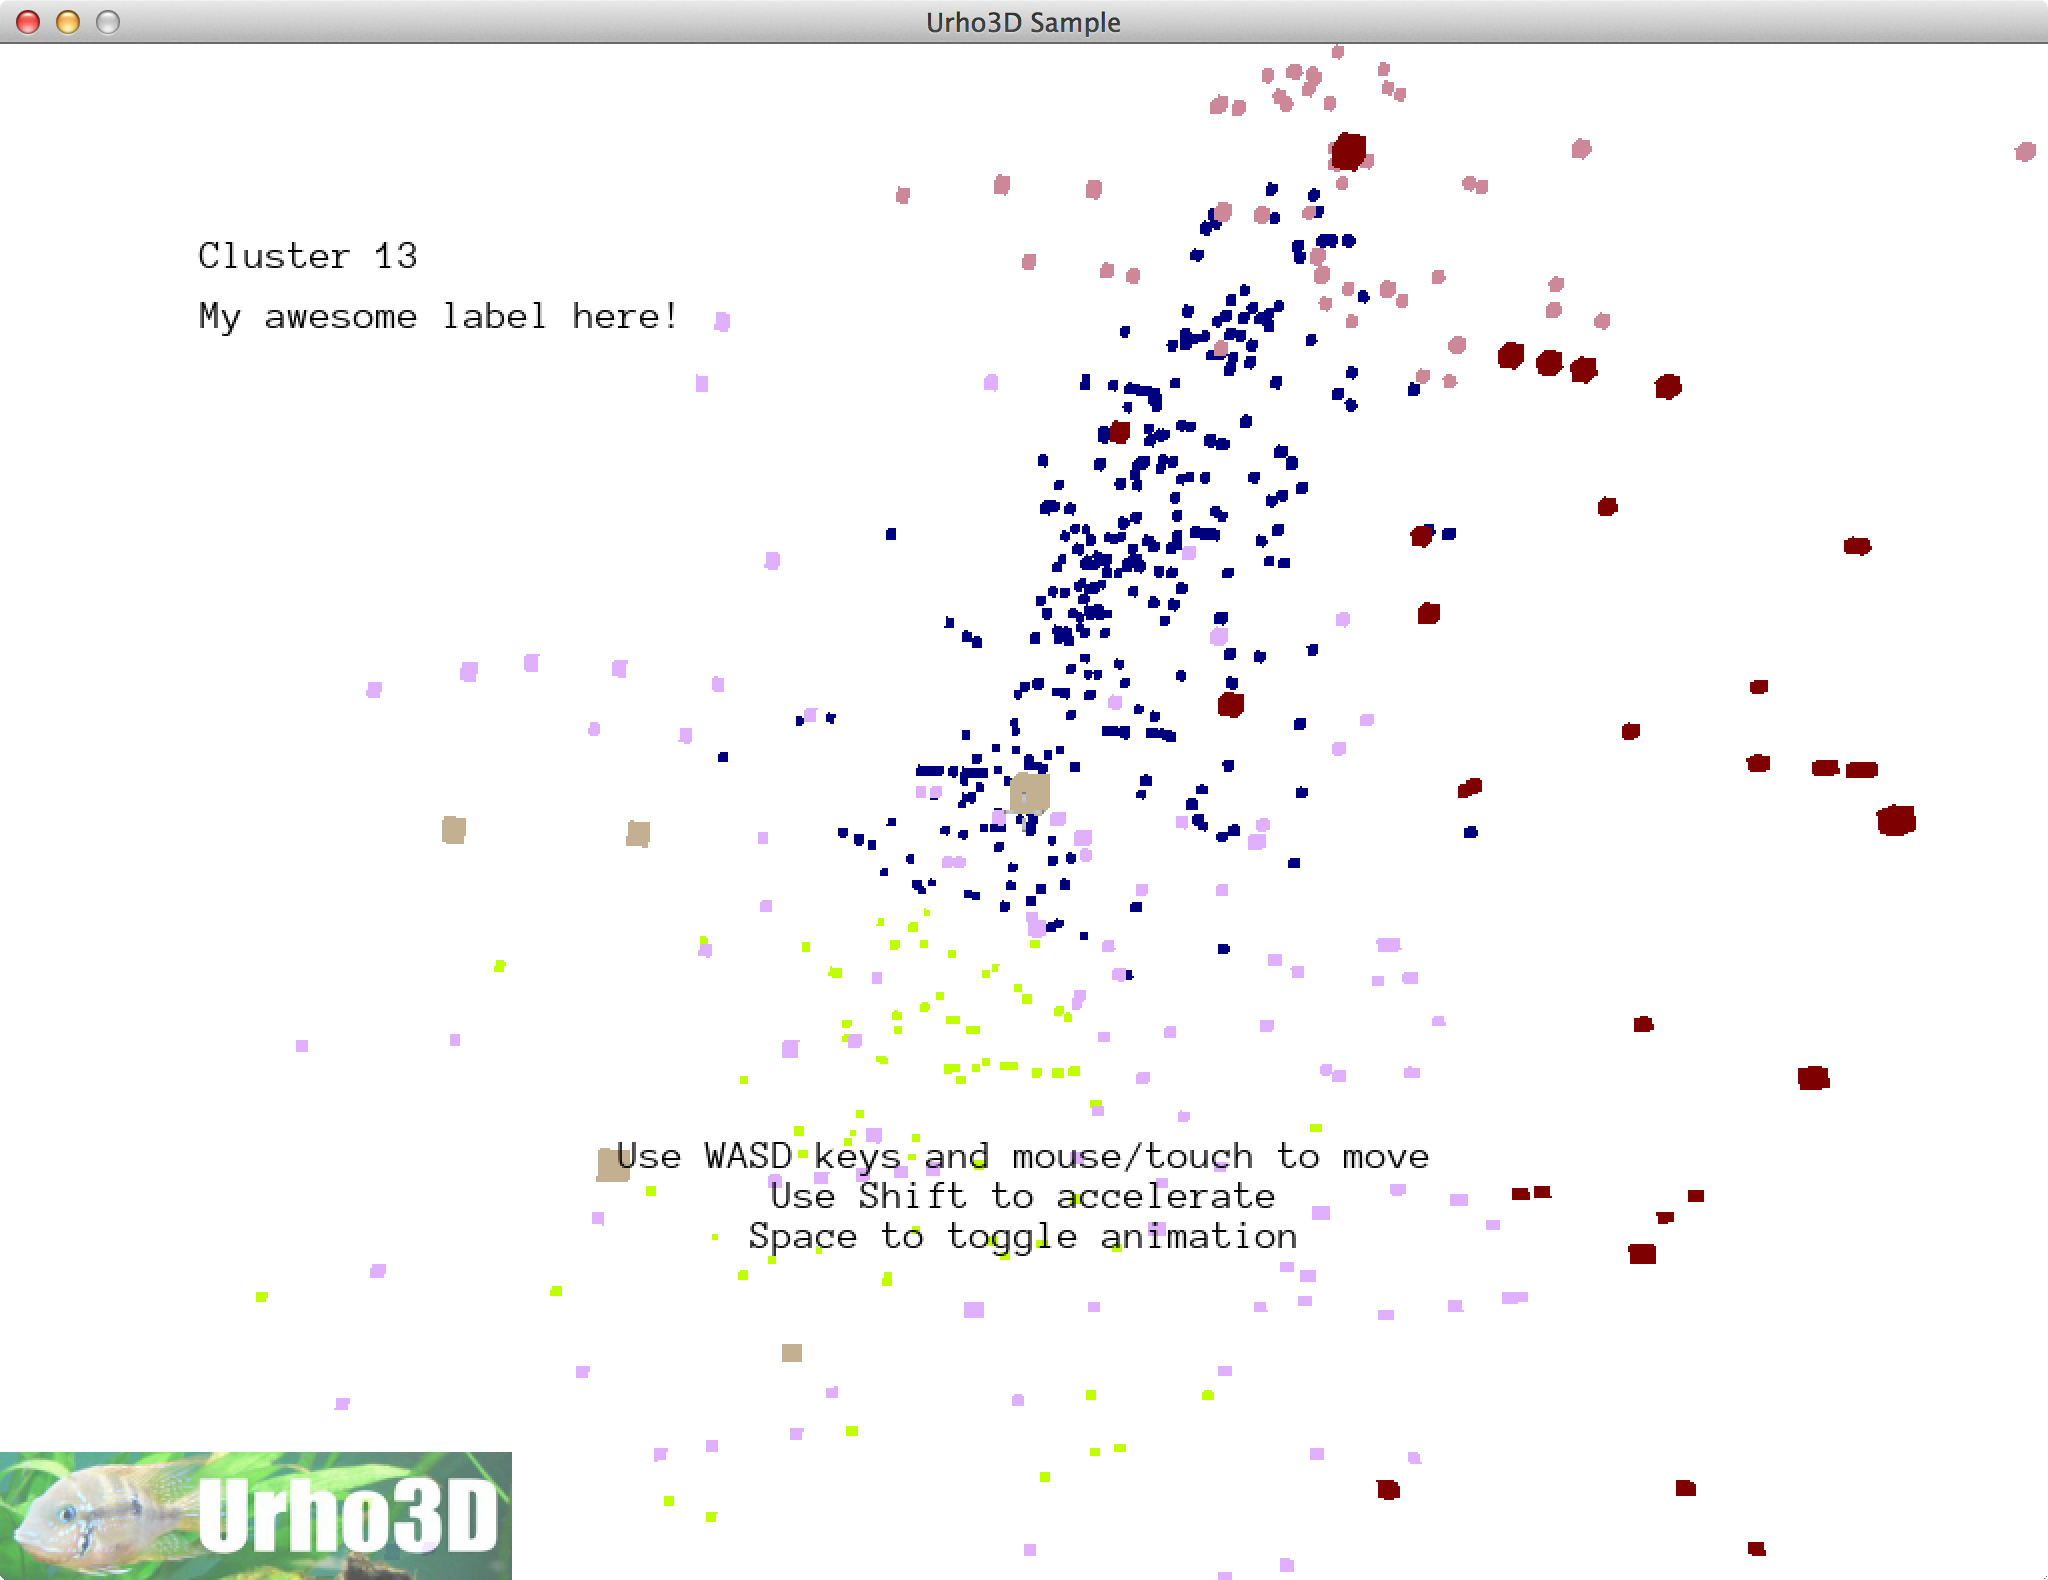 Urho3D Sample
Cluster 13
My awesome label here!
Use WASD keys and mouse/touch to move
Use Shift to accelerate
Space to toggle animation
Urho3D